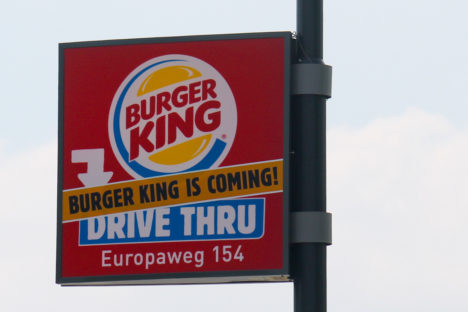 BURGER
KING®
BURGER KING IS COMING!
DRIVE THRU
Europaweg 154